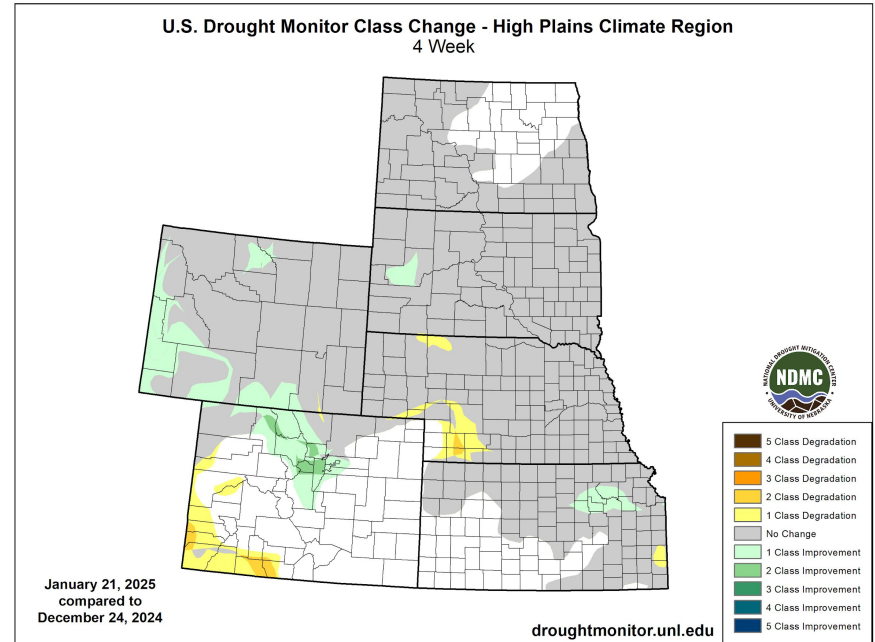 U.S. Drought Monitor Class Change - High Plains Climate Region
4 Week
NATIONAL DROUGHT MITIGATION CENTER
NDMC
UNIVERSITY OF NEBRASKA
5 Class Degradation
4 Class Degradation
3 Class Degradation
2 Class Degradation
1 Class Degradation
No Change
1 Class Improvement
2 Class Improvement
3 Class Improvement
4 Class Improvement
5 Class Improvement
January 21, 2025
compared to
December 24, 2024
droughtmonitor.unl.edu